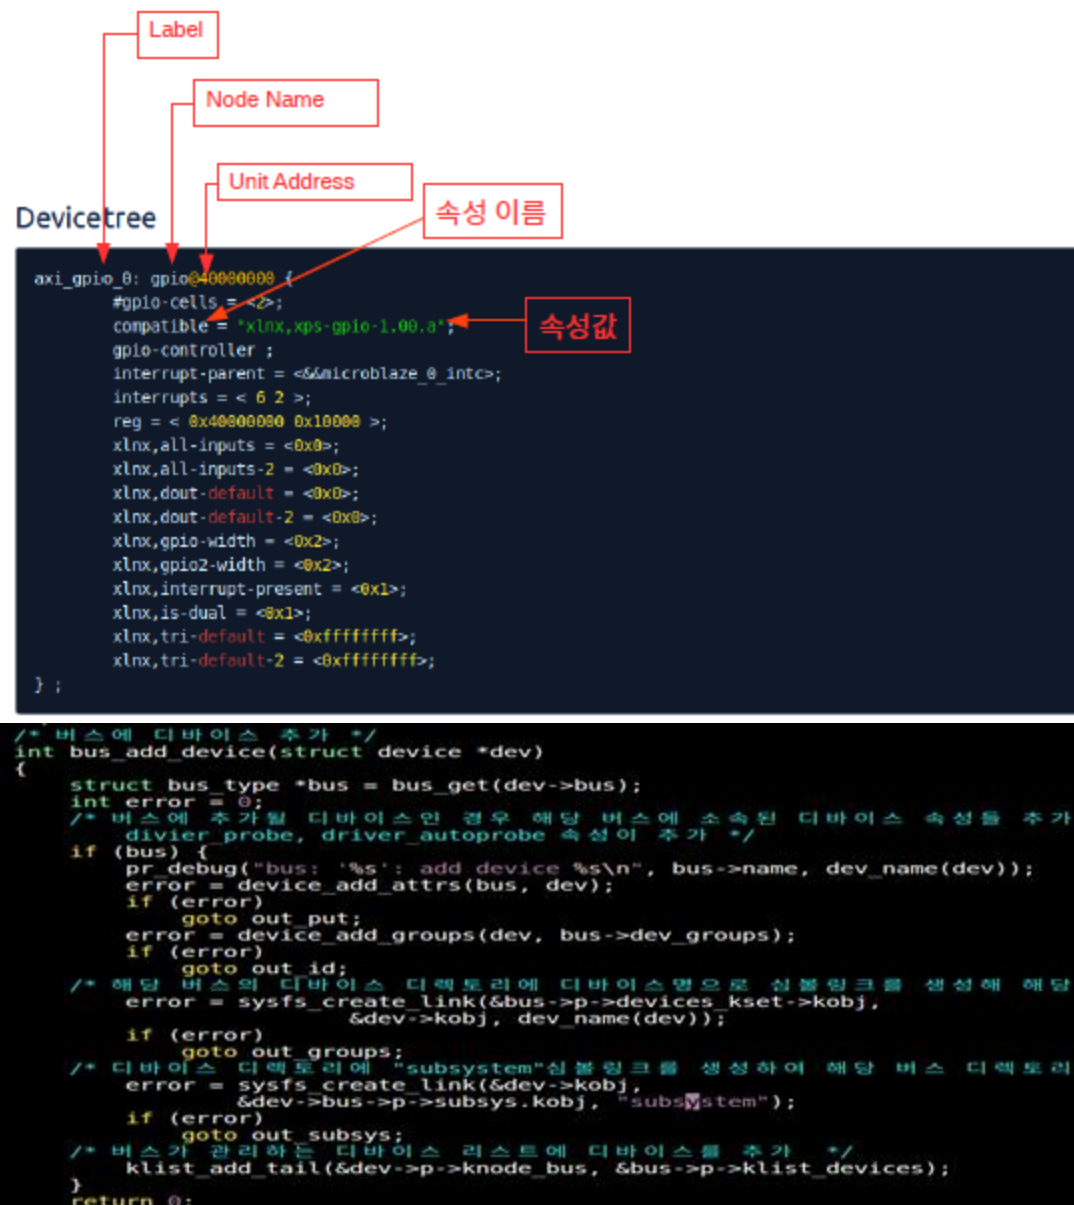 Label
Node Name
Unit Address
속성 이름
Devicetree
axi_gpio_0: gpio@40000000 {
#gpio-cells = <2>;
compatible = "xlnx,xps-gpio-1.00.a";
속성값
gpio-controller ;
interrupt-parent = <&&microblaze_0_intc>;
interrupts = < 6 2 >;
reg = < 0x40000000 0x10000 >;
xlnx,all-inputs = <0x0>;
xlnx,all-inputs-2 = <0x0>;
xlnx,dout-default = <0x0>;
xlnx,dout-default-2 = <0x0>;
xlnx,gpio-width = <0x2>;
xlnx,gpio2-width = <0x2>;
xlnx,interrupt-present = <0x1>;
xlnx,is-dual = <0x1>;
xlnx,tri-default = <0xffffffff>;
xlnx,tri-default-2 = <0xffffffff>;
} ;
/* 버스에 디바이스 추가 */
int bus_add_device(struct device *dev)
{
struct bus_type *bus = bus_get(dev->bus);
int error = 0;
/* 버스에 추가될 디바이스인 경우 해당 버스에 소속된 디바이스 속성들 추가
divier_probe, driver_autoprobe 속성이 추가 */
if (bus) {
pr_debug("bus: '%s': add device %s\n", bus->name, dev_name(dev));
error = device_add_attrs(bus, dev);
if (error)
goto out_put;
error = device_add_groups(dev, bus->dev_groups);
if (error)
goto out_id;
/* 해당 버스의 디바이스 디렉토리에 디바이스명으로 심볼링크를 생성해 해당
error = sysfs_create_link(&bus->p->devices_kset->kobj,
&dev->kobj, dev_name(dev));
if (error)
goto out_groups;
/* 디바이스 디렉토리에 "subsystem"심볼링크를 생성하여 해당 버스 디렉토리
error = sysfs_create_link(&dev->kobj,
&dev->bus->p->subsys.kobj, "subsystem");
if (error)
goto out_subsys;
/* 버스가 관리하는 디바이스 리스트에 디바이스를 추가 */
klist_add_tail(&dev->p->knode_bus, &bus->p->klist_devices);
}
return 0;